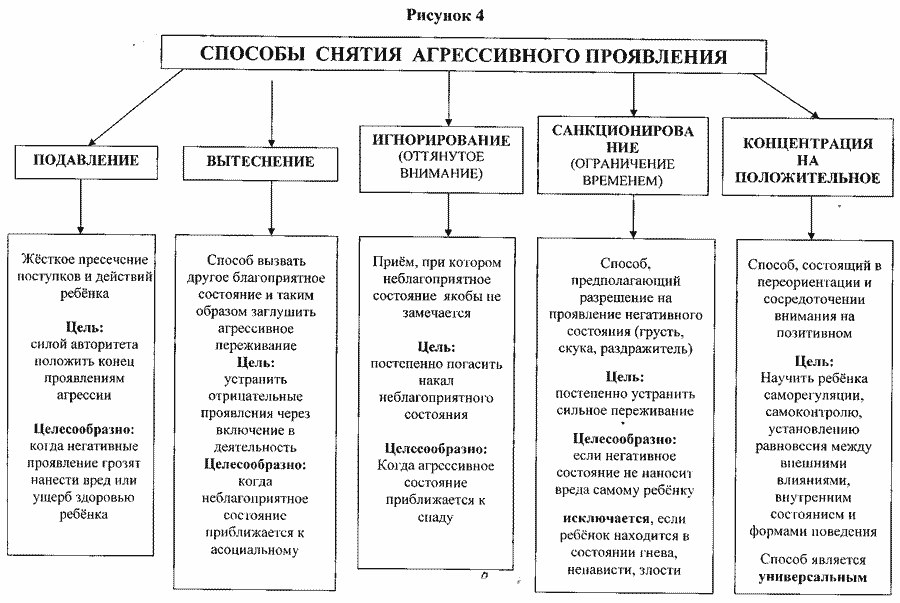 Рисунок 4
СПОСОБЫ СНЯТИЯ АГРЕССИВНОГО ПРОЯВЛЕНИЯ
ПОДАВЛЕНИЕ
Жёсткое пресечение
поступков и действий
ребёнка
Цель:
силой авторитета
положить конец
проявлениям
агрессии
Целесообразно:
когда негативные
проявление грозят
нанести вред или
ущерб здоровью
ребёнка
ВЫТЕСНЕНИЕ
Способ вызвать
другое благоприятное
состояние и таким
образом заглушить
агрессивное
переживание
Цель:
устранить
отрицательные
проявления через
включение в
деятельность
Целесообразно:
когда
неблагоприятное
состояние
приближается к
асоциальному
ИГНОРИРОВАНИЕ
(ОТТЯНУТОЕ
ВНИМАНИЕ)
Приём, при котором
неблагоприятное
состояние якобы не
замечается
Цель:
постепенно погасить
накал
неблагоприятного
состояния
Целесообразно:
Когда агрессивное
состояние
приближается к
спаду
САНКЦИОНИРОВА
НИЕ
(ОГРАНИЧЕНИЕ
ВРЕМЕНЕМ)
Способ,
предполагающий
разрешение на
проявление негативного
состояния (грусть,
скука, раздражитель)
Цель:
постепенно устранить
сильное переживание
Целесообразно:
если негативное
состояние не наносит
вреда самому ребёнку
исключается, если
ребёнок находится в
состоянии гнева,
ненависти, злости
КОНЦЕНТРАЦИЯ
НА
ПОЛОЖИТЕЛЬНОЕ
Способ, состоящий в
переориентации и
сосредоточении
внимания на
позитивном
Цель:
Научить ребёнка
саморегуляции,
самоконтролю,
установлению
равновесия между
внешними
влияниями,
внутренним
состоянием и
формами поведения
Способ является
универсальным